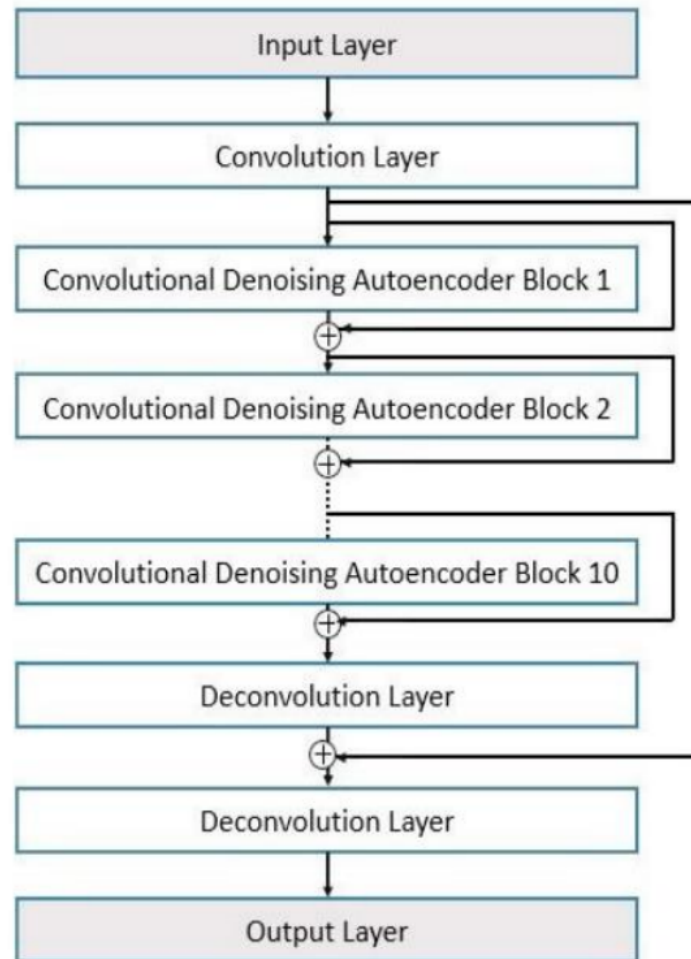 Input Layer
Convolution Layer
Convolutional Denoising Autoencoder Block 1
Convolutional Denoising Autoencoder Block 2
Convolutional Denoising Autoencoder Block 10
Deconvolution Layer
Deconvolution Layer
Output Layer